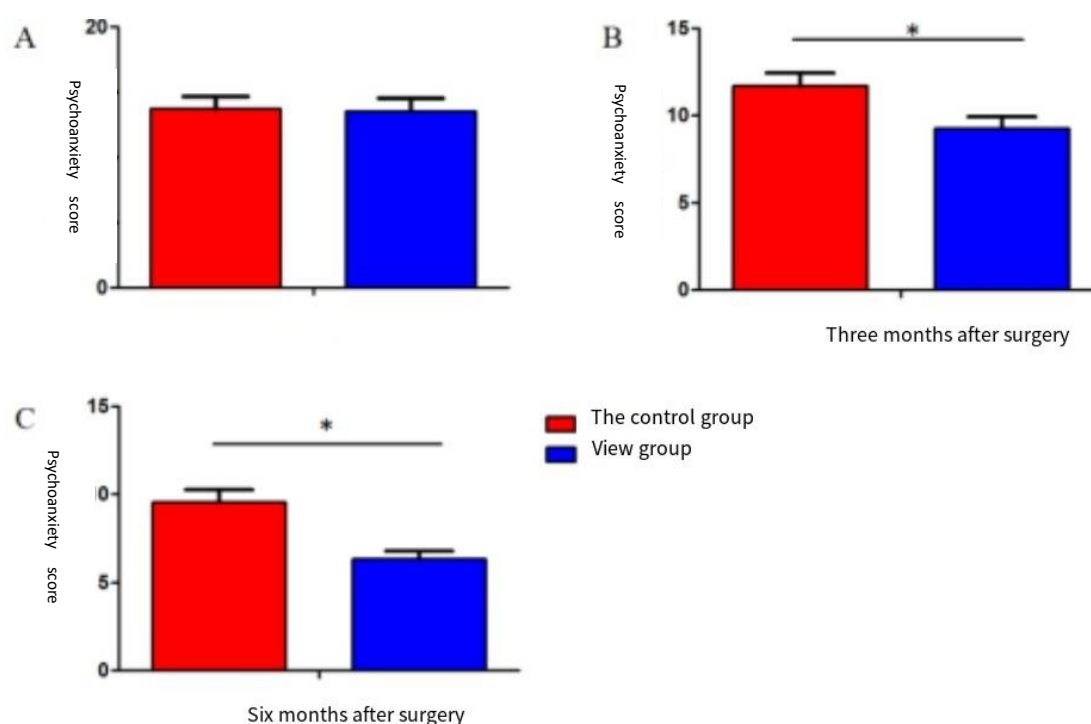 A
20
Psychoanxiety score
0
B
*
15
Psychoanxiety score
10
5
0
Three months after surgery
C
*
15
Psychoanxiety score
0
5
0
Six months after surgery
The control group
View group